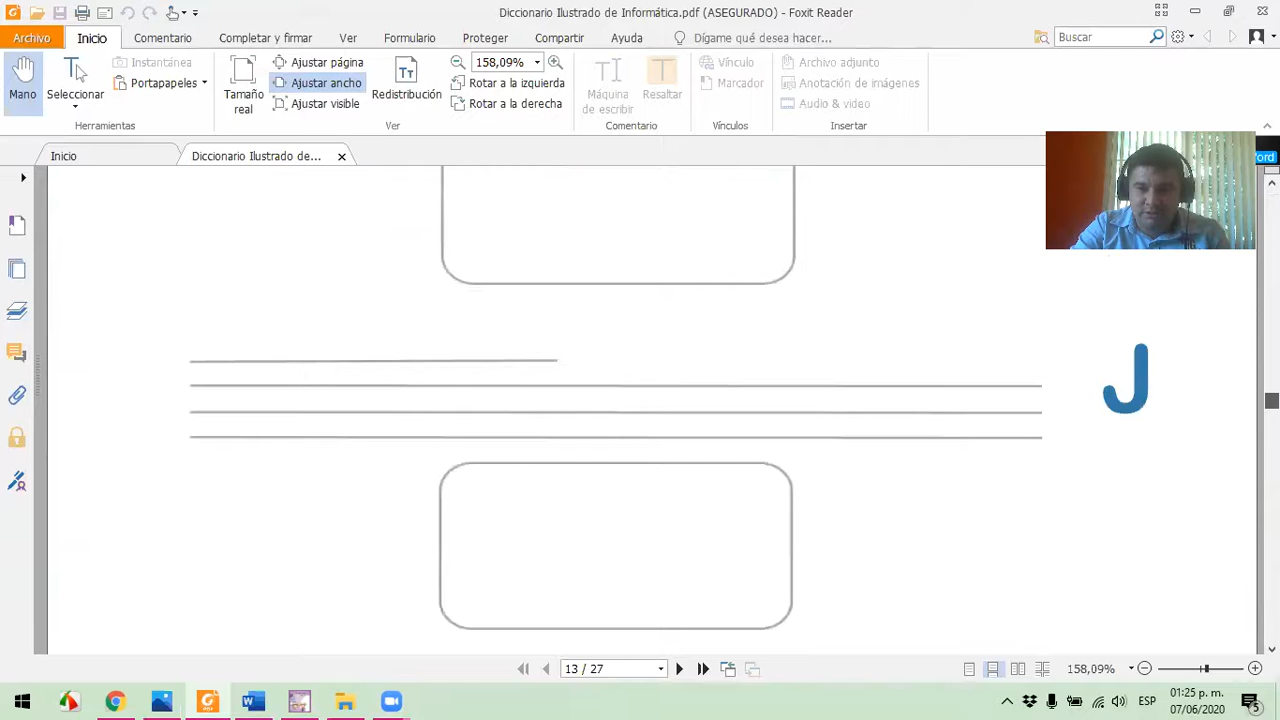 Diccionario Ilustrado de Informática.pdf (ASEGURADO) - Foxit Reader
Archivo Inicio Comentario Completar y firmar Ver Formulario Proteger Compartir Ayuda Dígame qué desea hacer... Buscar
Mano
Seleccionar
Instantánea
Portapapeles
Herramientas
Tamaño real
Ajustar página
Ajustar ancho
Ajustar visible
Redistribución
158,09%
Rotar a la izquierda
Rotar a la derecha
Ver
Máquina de escribir
Resaltar
Comentario
Vínculo
Marcador
Vínculos
Archivo adjunto
Anotación de imágenes
Audio & video
Insertar
Inicio
Diccionario Ilustrado de...
ord
J
13 / 27
158,09%
ESP
01:25 p. m.
07/06/2020
5